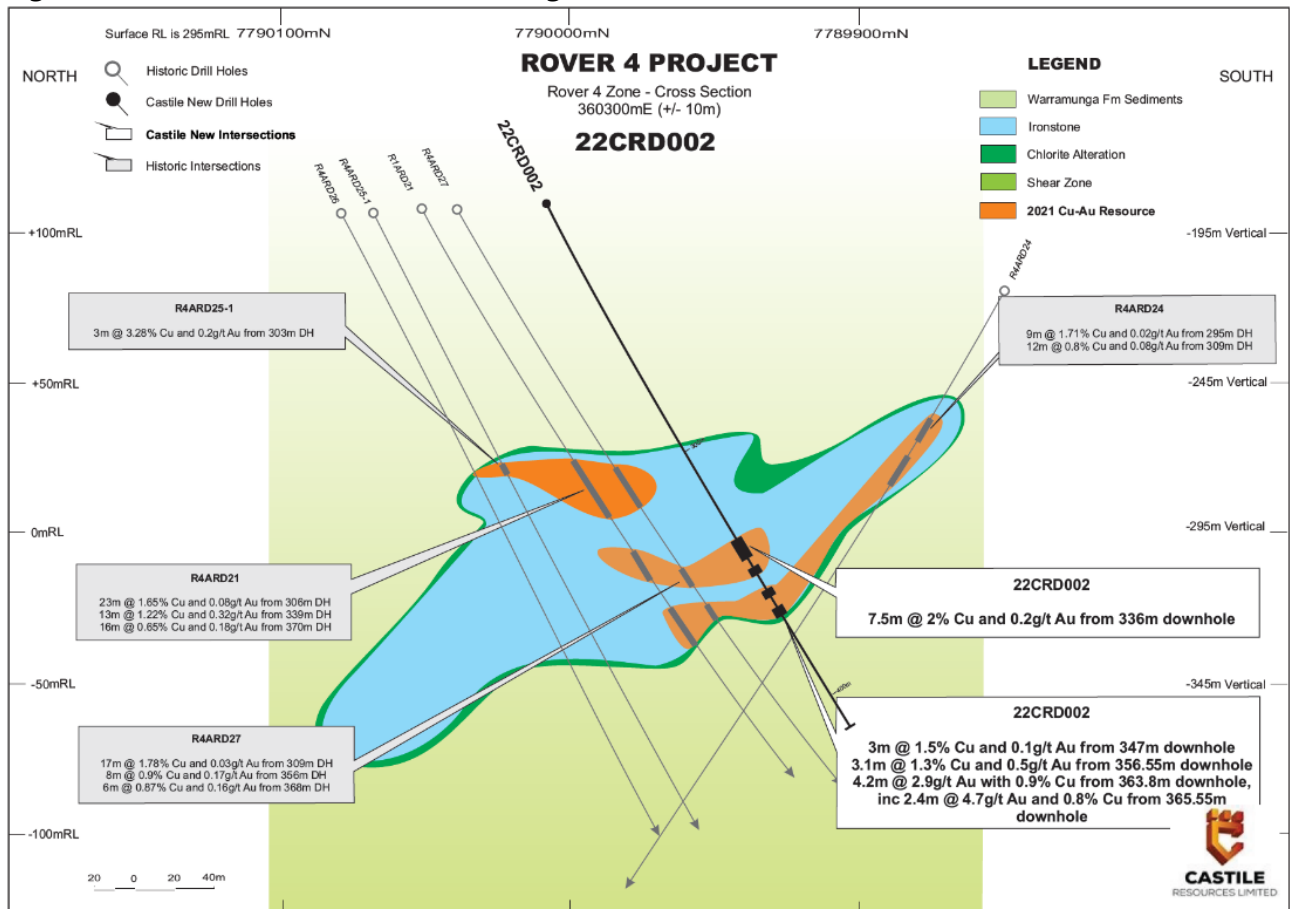 Surface RL is 295mRL
7790100mN
7790000mN
7789900mN
NORTH
SOUTH
Historic Drill Holes
Castile New Drill Holes
Castile New Intersections
Historic Intersections
ROVER 4 PROJECT
Rover 4 Zone - Cross Section
360300mE (+/- 10m)
22CRD002
LEGEND
Warramunga Fm Sediments
Ironstone
Chlorite Alteration
Shear Zone
2021 Cu-Au Resource
R4ARD26
R4ARD25-1
R1ARD21
R4ARD27
22CRD002
R4ARD24
+100mRL
-195m Vertical
R4ARD25-1
3m @ 3.28% Cu and 0.2g/t Au from 303m DH
R4ARD24
9m @ 1.71% Cu and 0.02g/t Au from 295m DH
12m @ 0.8% Cu and 0.08g/t Au from 309m DH
+50mRL
-245m Vertical
0mRL
-295m Vertical
R4ARD21
23m @ 1.65% Cu and 0.08g/t Au from 306m DH
13m @ 1.22% Cu and 0.32g/t Au from 339m DH
16m @ 0.65% Cu and 0.18g/t Au from 370m DH
22CRD002
7.5m @ 2% Cu and 0.2g/t Au from 336m downhole
-50mRL
-345m Vertical
400m
R4ARD27
17m @ 1.78% Cu and 0.03g/t Au from 309m DH
8m @ 0.9% Cu and 0.17g/t Au from 356m DH
6m @ 0.87% Cu and 0.16g/t Au from 368m DH
22CRD002
3m @ 1.5% Cu and 0.1g/t Au from 347m downhole
3.1m @ 1.3% Cu and 0.5g/t Au from 356.55m downhole
4.2m @ 2.9g/t Au with 0.9% Cu from 363.8m downhole,
inc 2.4m @ 4.7g/t Au and 0.8% Cu from 365.55m
downhole
-100mRL
20 0 20 40m
CASTILE
RESOURCES LIMITED